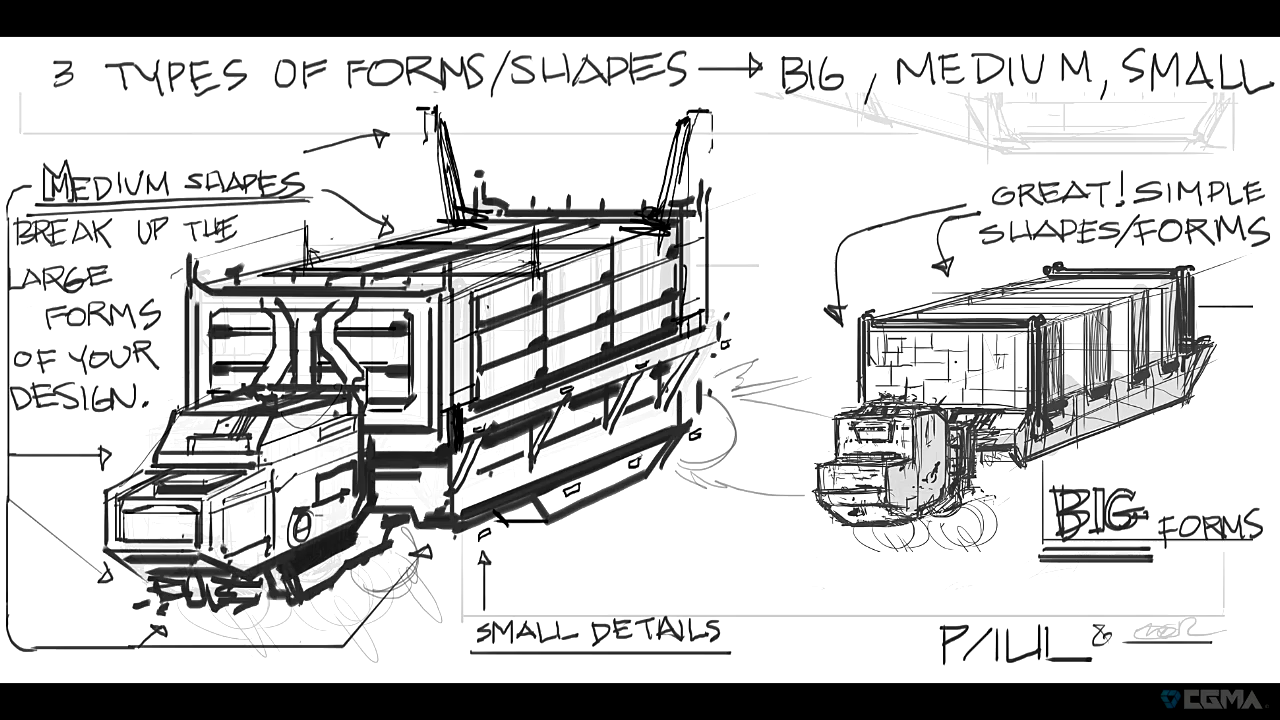 3 TYPES OF FORMS/SHAPES → BIG, MEDIUM, SMALL
MEDIUM SHAPES
BREAK UP THE
LARGE
FORMS
OF YOUR
DESIGN.
GREAT! SIMPLE
SHAPES/FORMS
BIG FORMS
SMALL DETAILS
CGMA